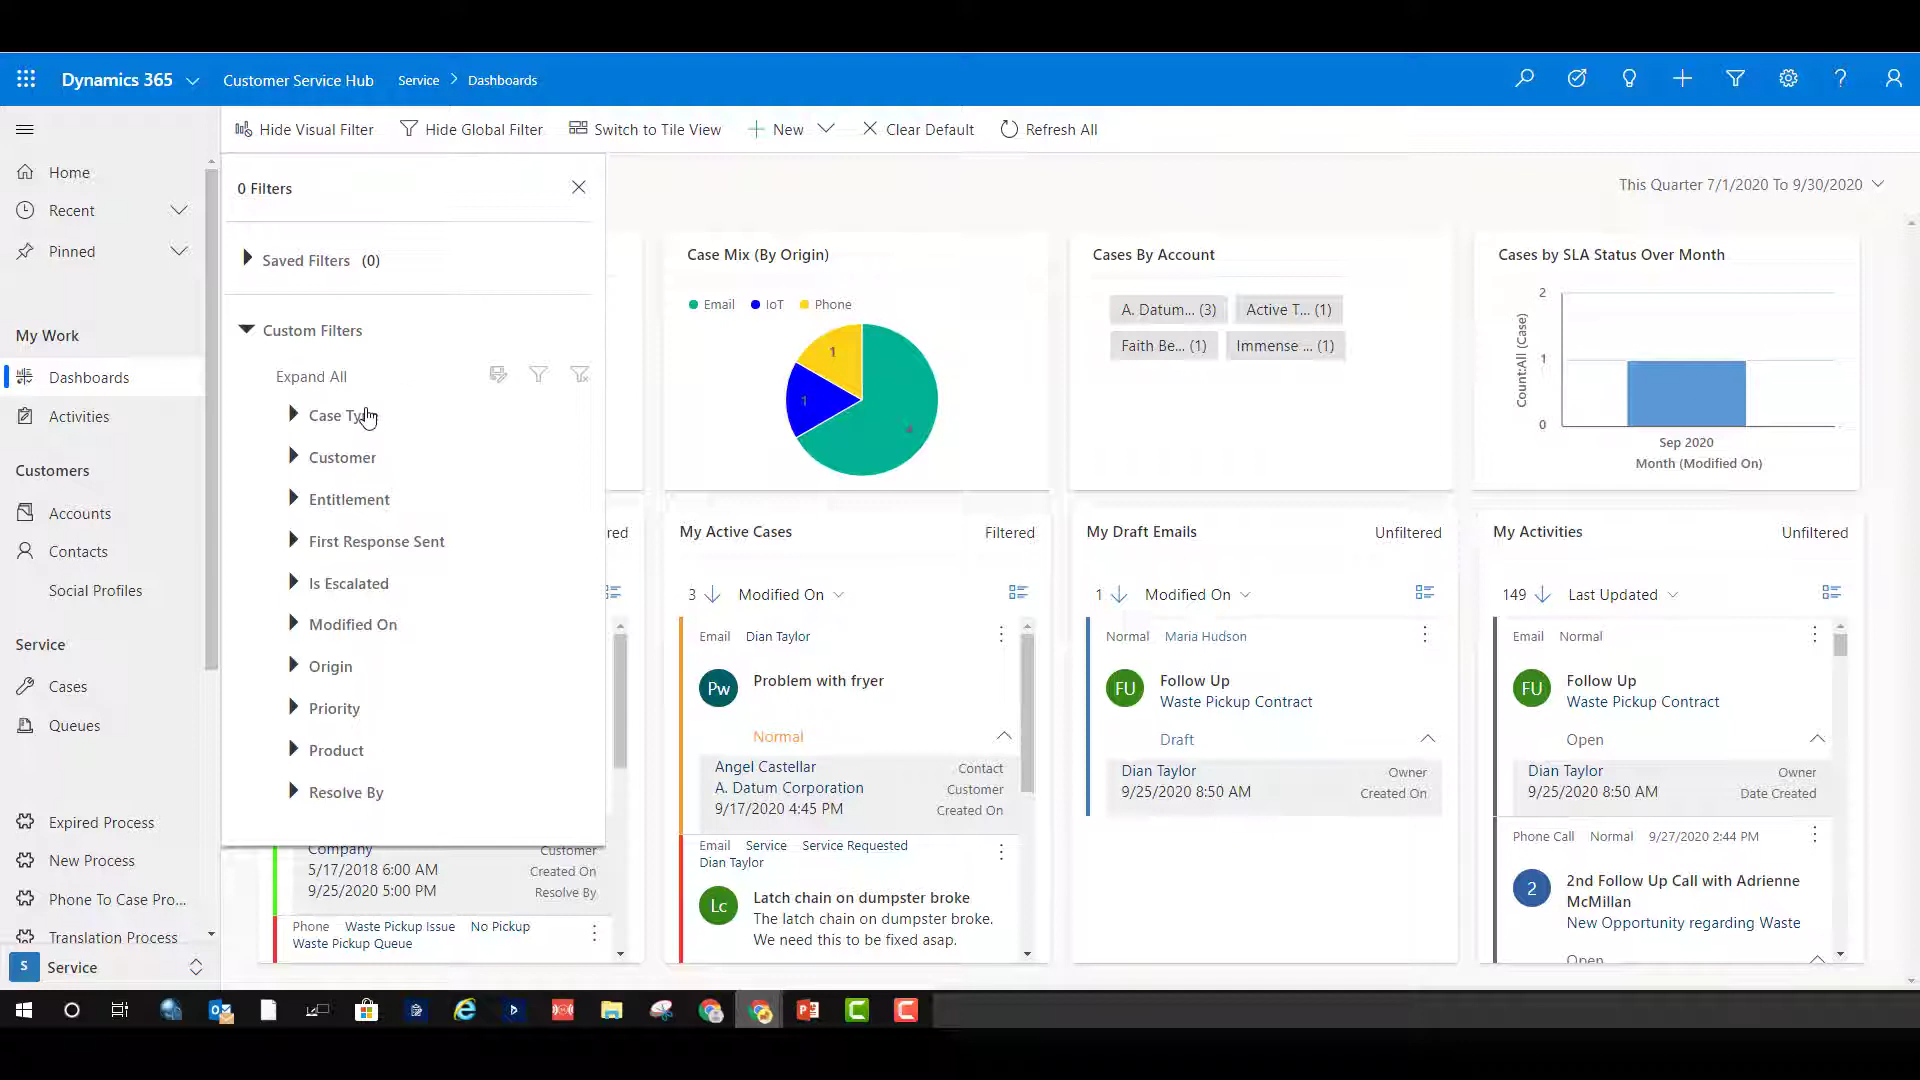 Dynamics 365
Customer Service Hub
Service > Dashboards
Hide Visual Filter
Hide Global Filter
Switch to Tile View
New
Clear Default
Refresh All
Home
Recent
Pinned
My Work
Dashboards
Activities
Customers
Accounts
Contacts
Social Profiles
Service
Cases
Queues
Expired Process
New Process
Phone To Case Pro...
Translation Process
S Service
0 Filters
Saved Filters (0)
Custom Filters
Expand All
Case Ty
Customer
Entitlement
First Response Sent
Is Escalated
Modified On
Origin
Priority
Product
Resolve By
This Quarter 7/1/2020 To 9/30/2020
Case Mix (By Origin)
Email IoT Phone
1
1
Cases By Account
A. Datum... (3) Active T... (1)
Faith Be... (1) Immense ... (1)
Cases by SLA Status Over Month
Count:All (Case)
2
1
0
Sep 2020
Month (Modified On)
red
Company Customer
5/17/2018 6:00 AM Created On
9/25/2020 5:00 PM Resolve By
Phone Waste Pickup Issue No Pickup
Waste Pickup Queue
My Active Cases Filtered
3 Modified On
Email Dian Taylor
Pw Problem with fryer
Normal
Angel Castellar Contact
A. Datum Corporation Customer
9/17/2020 4:45 PM Created On
Email Service Service Requested
Dian Taylor
Lc Latch chain on dumpster broke
The latch chain on dumpster broke.
We need this to be fixed asap.
My Draft Emails Unfiltered
1 Modified On
Normal Maria Hudson
FU Follow Up
Waste Pickup Contract
Draft
Dian Taylor Owner
9/25/2020 8:50 AM Created On
My Activities Unfiltered
149 Last Updated
Email Normal
FU Follow Up
Waste Pickup Contract
Open
Dian Taylor Owner
9/25/2020 8:50 AM Date Created
Phone Call Normal 9/27/2020 2:44 PM
2 2nd Follow Up Call with Adrienne
McMillan
New Opportunity regarding Waste
Open